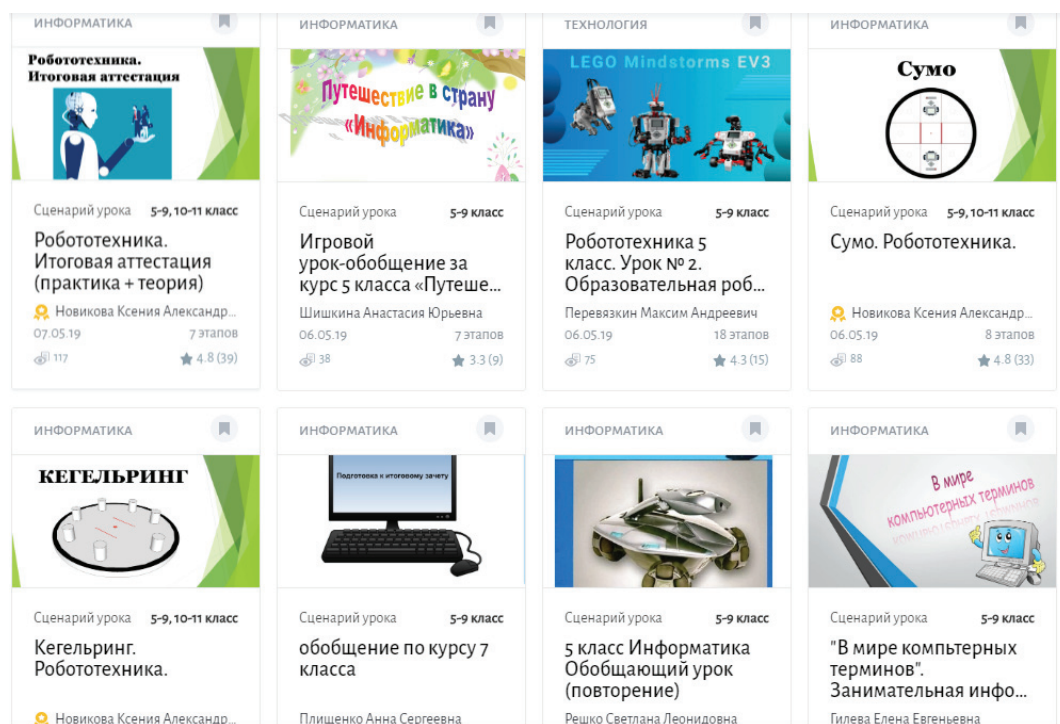 ИНФОРМАТИКА
Робототехника.
Итоговая аттестация
Сценарий урока 5-9, 10-11 класс
Робототехника.
Итоговая аттестация
(практика + теория)
Новикова Ксения Александр...
07.05.19 7 этапов
117 4.8 (39)
ИНФОРМАТИКА
Путешествие в страну
«Информатика»
Сценарий урока 5-9 класс
Игровой
урок-обобщение за
курс 5 класса «Путеше...
Шишкина Анастасия Юрьевна
06.05.19 7 этапов
38 3.3 (9)
ТЕХНОЛОГИЯ
LEGO Mindstorms EV3
Сценарий урока 5-9 класс
Робототехника 5
класс. Урок № 2.
Образовательная роб...
Перевязкин Максим Андреевич
06.05.19 18 этапов
75 4.3 (15)
ИНФОРМАТИКА
Сумо
Сценарий урока 5-9, 10-11 класс
Сумо. Робототехника.
Новикова Ксения Александр...
06.05.19 8 этапов
88 4.8 (33)
ИНФОРМАТИКА
КЕГЕЛЬРИНГ
Сценарий урока 5-9, 10-11 класс
Кегельринг.
Робототехника.
Новикова Ксения Александр...
ИНФОРМАТИКА
Подготовка к итоговому зачету
Сценарий урока 5-9 класс
обобщение по курсу 7
класса
Плищенко Анна Сергеевна
ИНФОРМАТИКА
Сценарий урока 5-9 класс
5 класс Информатика
Обобщающий урок
(повторение)
Решко Светлана Леонидовна
ИНФОРМАТИКА
В мире
компьютерных терминов
Сценарий урока 5-9 класс
"В мире компьтерных
терминов".
Занимательная инфо...
Гилева Елена Евгеньевна